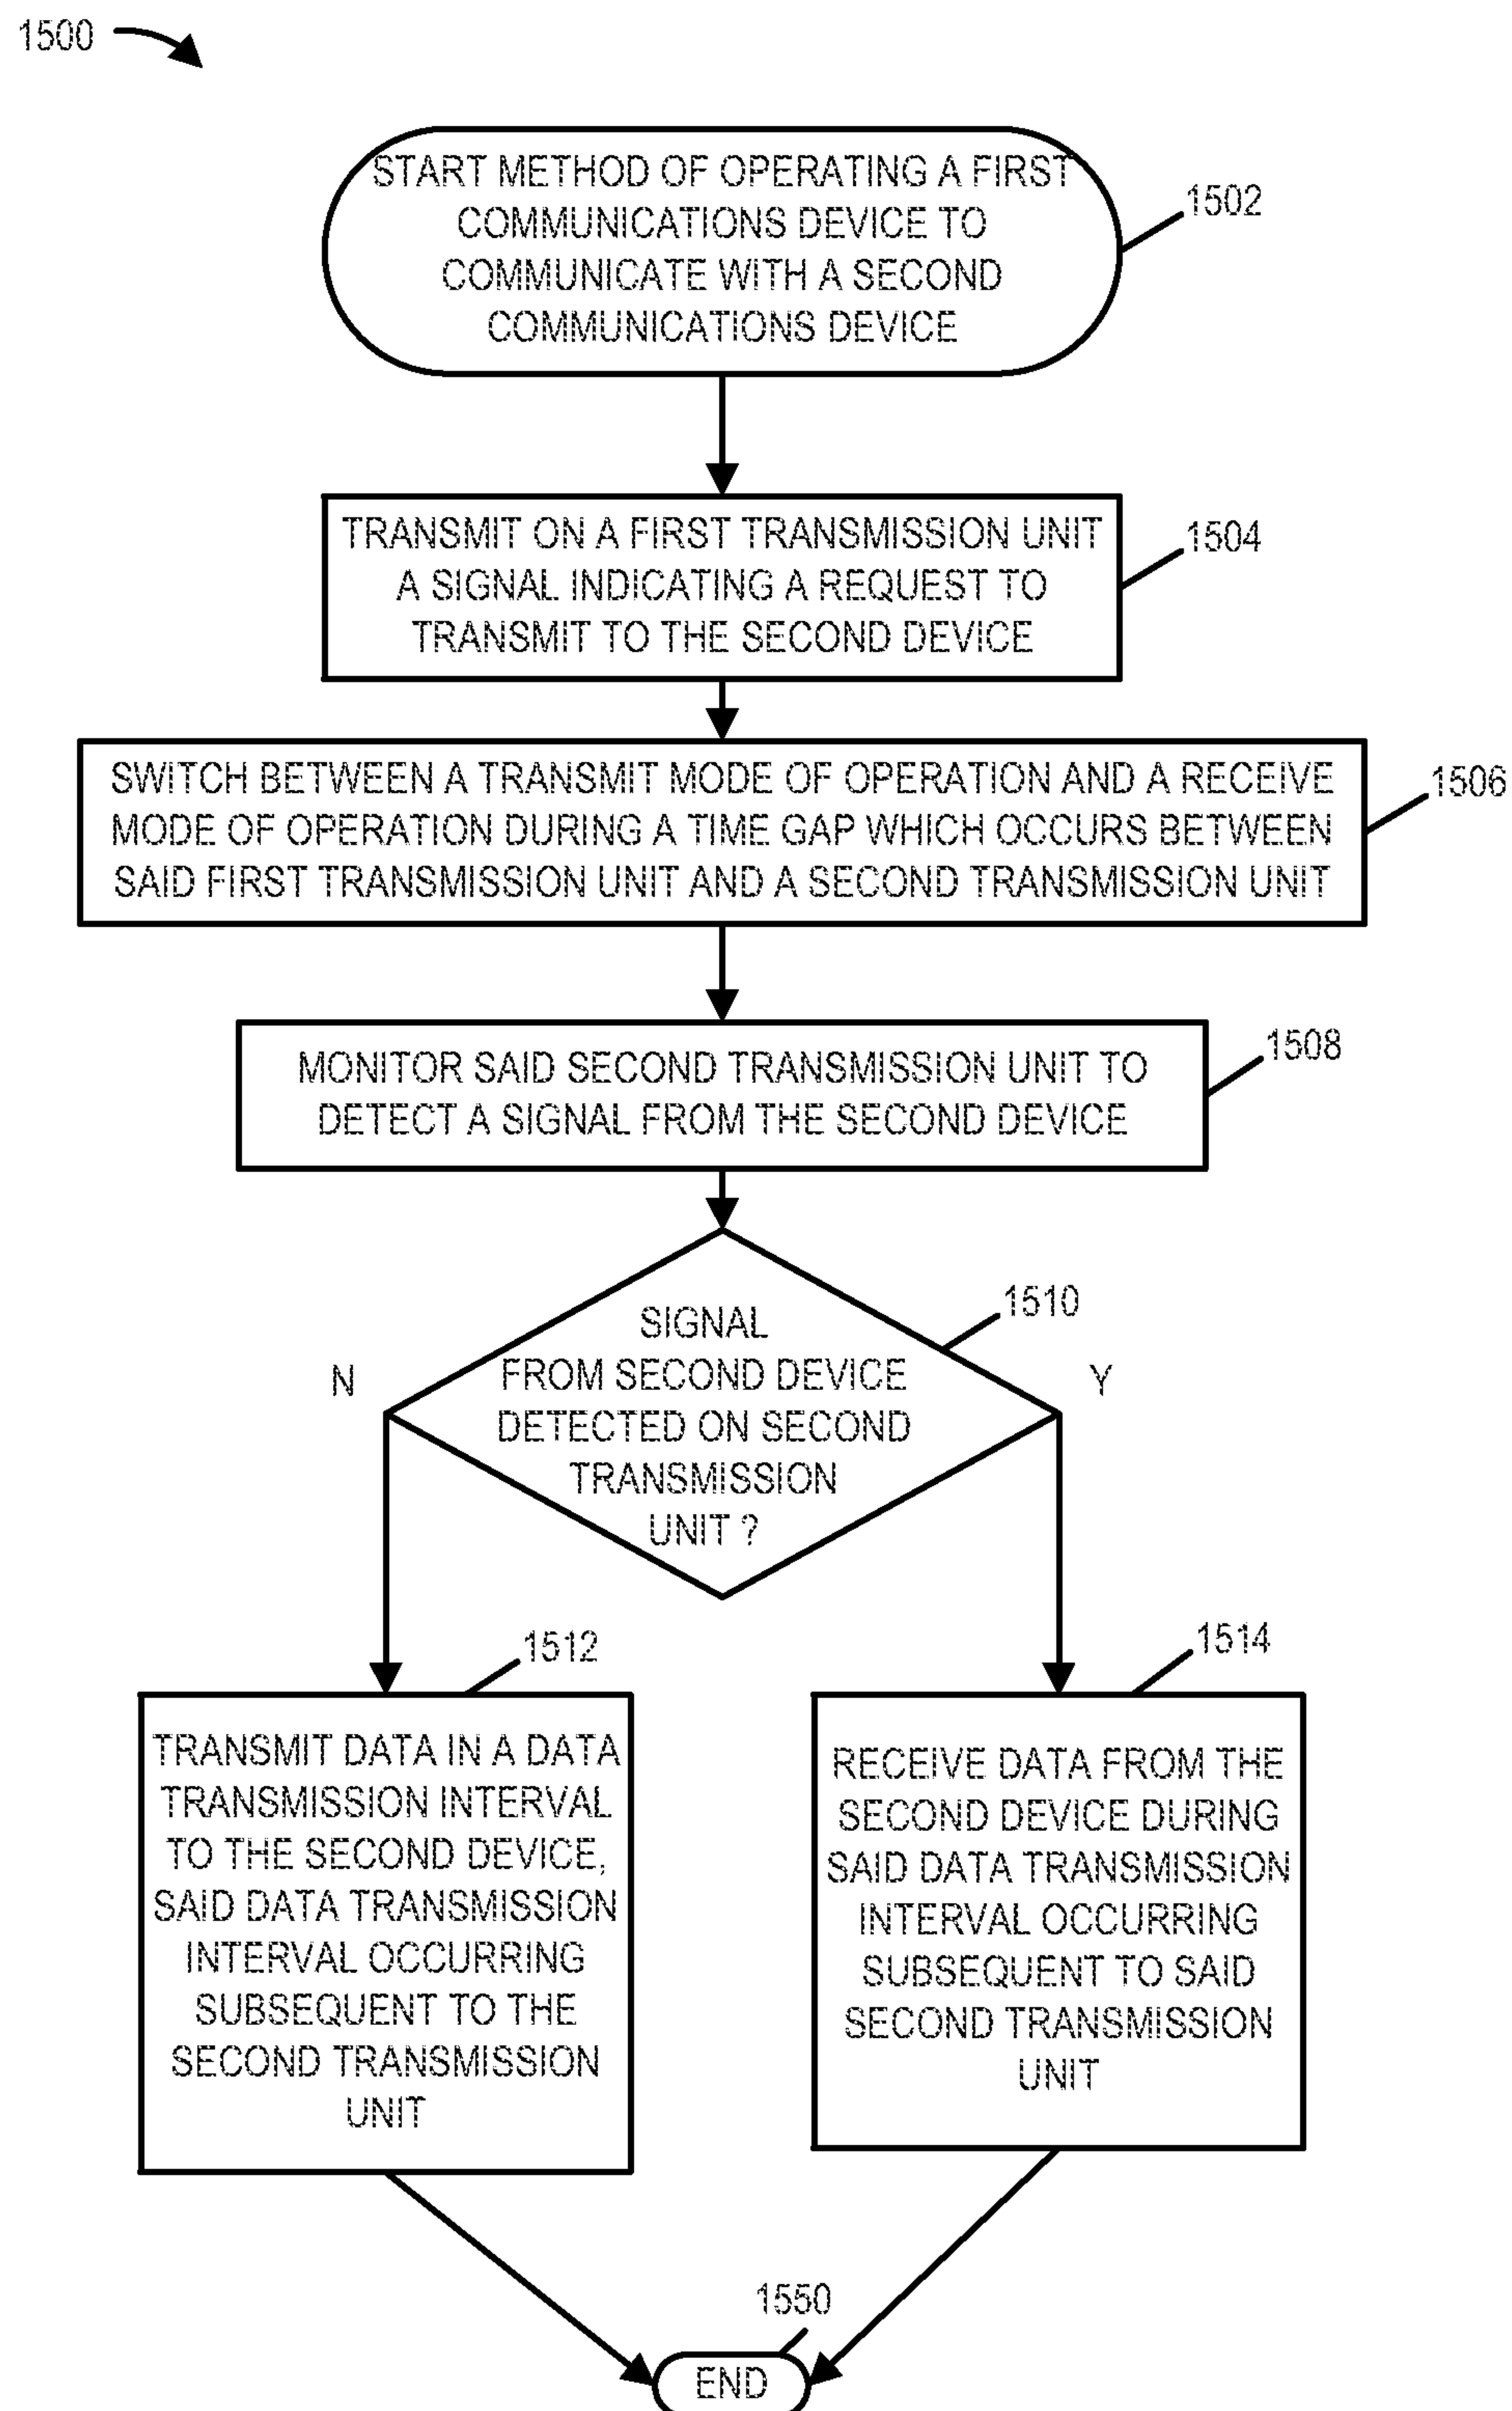 1500
START METHOD OF OPERATING A FIRST
COMMUNICATIONS DEVICE TO
COMMUNICATE WITH A SECOND
COMMUNICATIONS DEVICE
1502
TRANSMIT ON A FIRST TRANSMISSION UNIT
A SIGNAL INDICATING A REQUEST TO
TRANSMIT TO THE SECOND DEVICE
1504
SWITCH BETWEEN A TRANSMIT MODE OF OPERATION AND A RECEIVE
MODE OF OPERATION DURING A TIME GAP WHICH OCCURS BETWEEN
SAID FIRST TRANSMISSION UNIT AND A SECOND TRANSMISSION UNIT
1506
MONITOR SAID SECOND TRANSMISSION UNIT TO
DETECT A SIGNAL FROM THE SECOND DEVICE
1508
SIGNAL
FROM SECOND DEVICE
DETECTED ON SECOND
TRANSMISSION
UNIT ?
1510
N
Y
1512
TRANSMIT DATA IN A DATA
TRANSMISSION INTERVAL
TO THE SECOND DEVICE,
SAID DATA TRANSMISSION
INTERVAL OCCURRING
SUBSEQUENT TO THE
SECOND TRANSMISSION
UNIT
1514
RECEIVE DATA FROM THE
SECOND DEVICE DURING
SAID DATA TRANSMISSION
INTERVAL OCCURRING
SUBSEQUENT TO SAID
SECOND TRANSMISSION
UNIT
1550
END